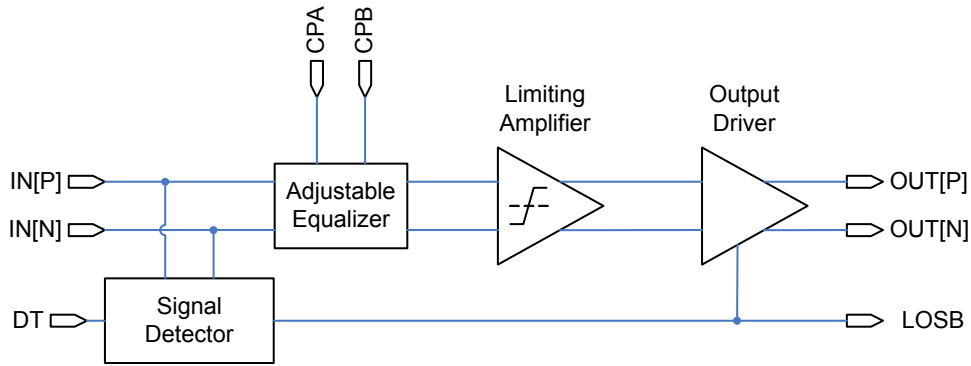 CPA
CPB
Limiting
Amplifier
Output
Driver
IN[P]
Adjustable
Equalizer
OUT[P]
IN[N]
OUT[N]
DT
Signal
Detector
LOSB